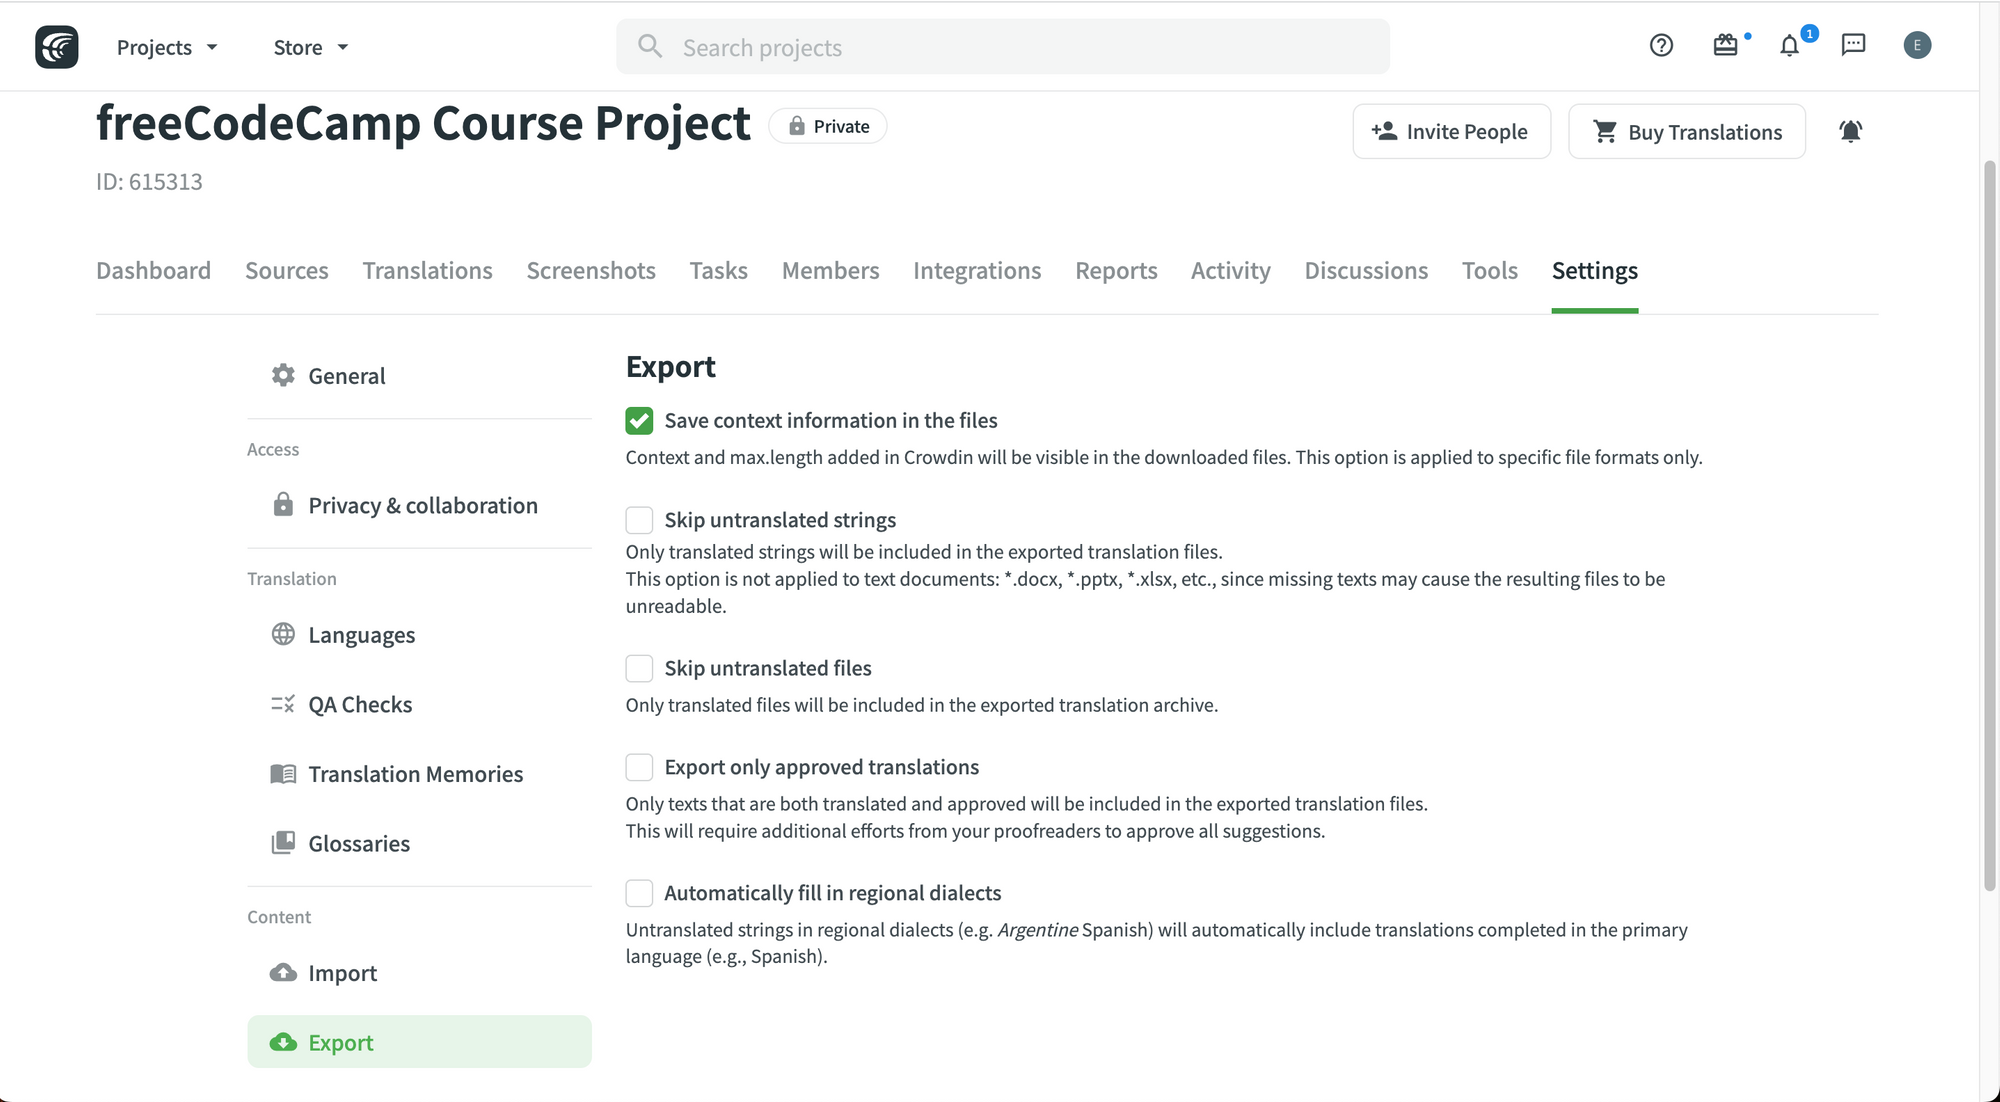 Projects
Store
Search projects
1
E
freeCodeCamp Course Project
Private
Invite People
Buy Translations
ID: 615313
Dashboard
Sources
Translations
Screenshots
Tasks
Members
Integrations
Reports
Activity
Discussions
Tools
Settings
General
Access
Privacy & collaboration
Translation
Languages
QA Checks
Translation Memories
Glossaries
Content
Import
Export
Export
Save context information in the files
Context and max.length added in Crowdin will be visible in the downloaded files. This option is applied to specific file formats only.
Skip untranslated strings
Only translated strings will be included in the exported translation files.
This option is not applied to text documents: *.docx, *.pptx, *.xlsx, etc., since missing texts may cause the resulting files to be
unreadable.
Skip untranslated files
Only translated files will be included in the exported translation archive.
Export only approved translations
Only texts that are both translated and approved will be included in the exported translation files.
This will require additional efforts from your proofreaders to approve all suggestions.
Automatically fill in regional dialects
Untranslated strings in regional dialects (e.g. Argentine Spanish) will automatically include translations completed in the primary
language (e.g., Spanish).